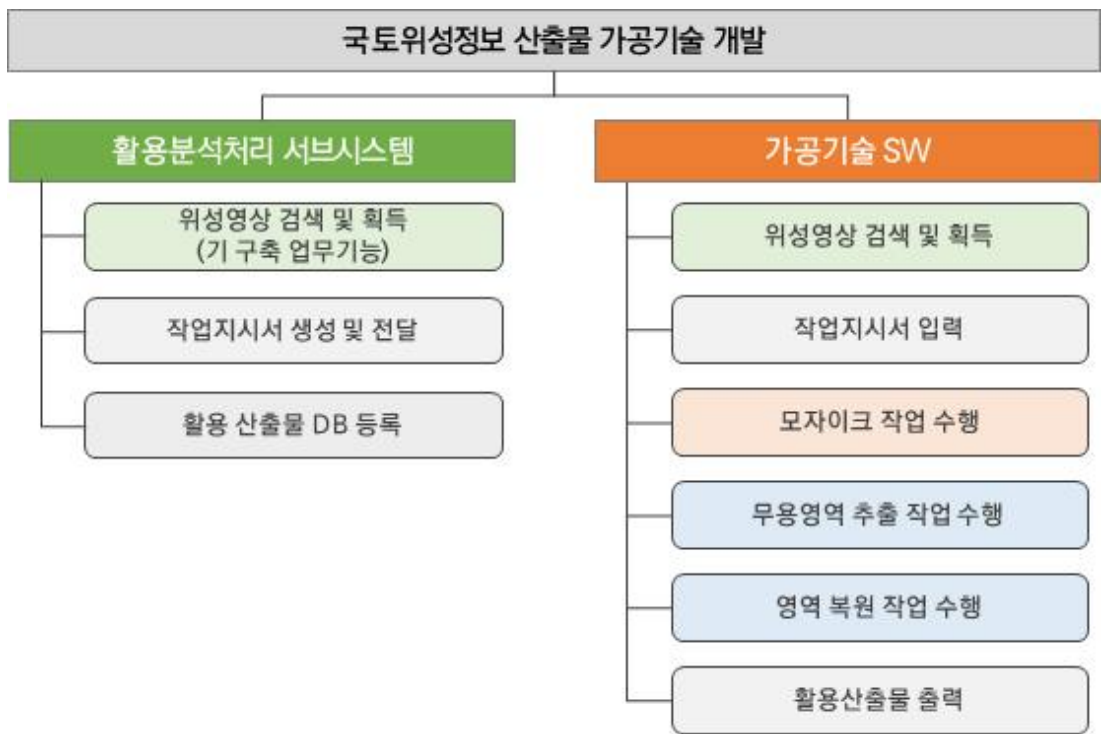 국토위성정보 산출물 가공기술 개발
활용분석처리 서브시스템
위성영상 검색 및 획득
(기 구축 업무기능)
작업지시서 생성 및 전달
활용 산출물 DB 등록
가공기술 SW
위성영상 검색 및 획득
작업지시서 입력
모자이크 작업 수행
무용영역 추출 작업 수행
영역 복원 작업 수행
활용산출물 출력